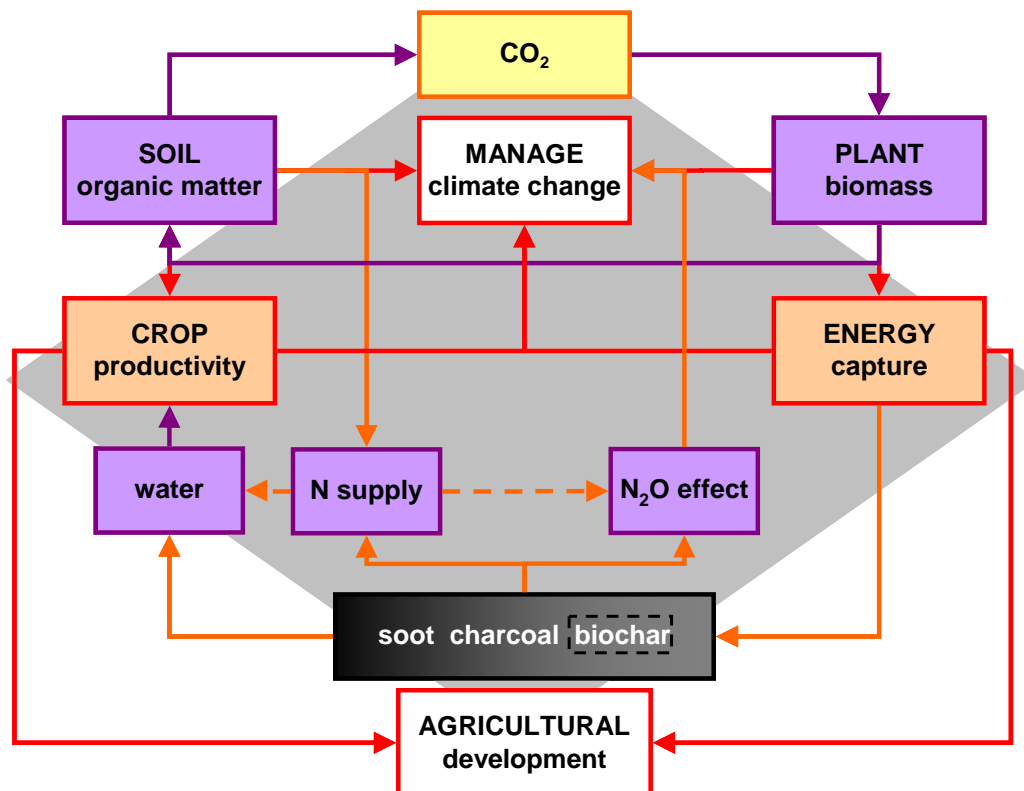 CO₂
SOIL
organic matter
MANAGE
climate change
PLANT
biomass
CROP
productivity
ENERGY
capture
water
N supply
N₂O effect
soot charcoal biochar
AGRICULTURAL
development